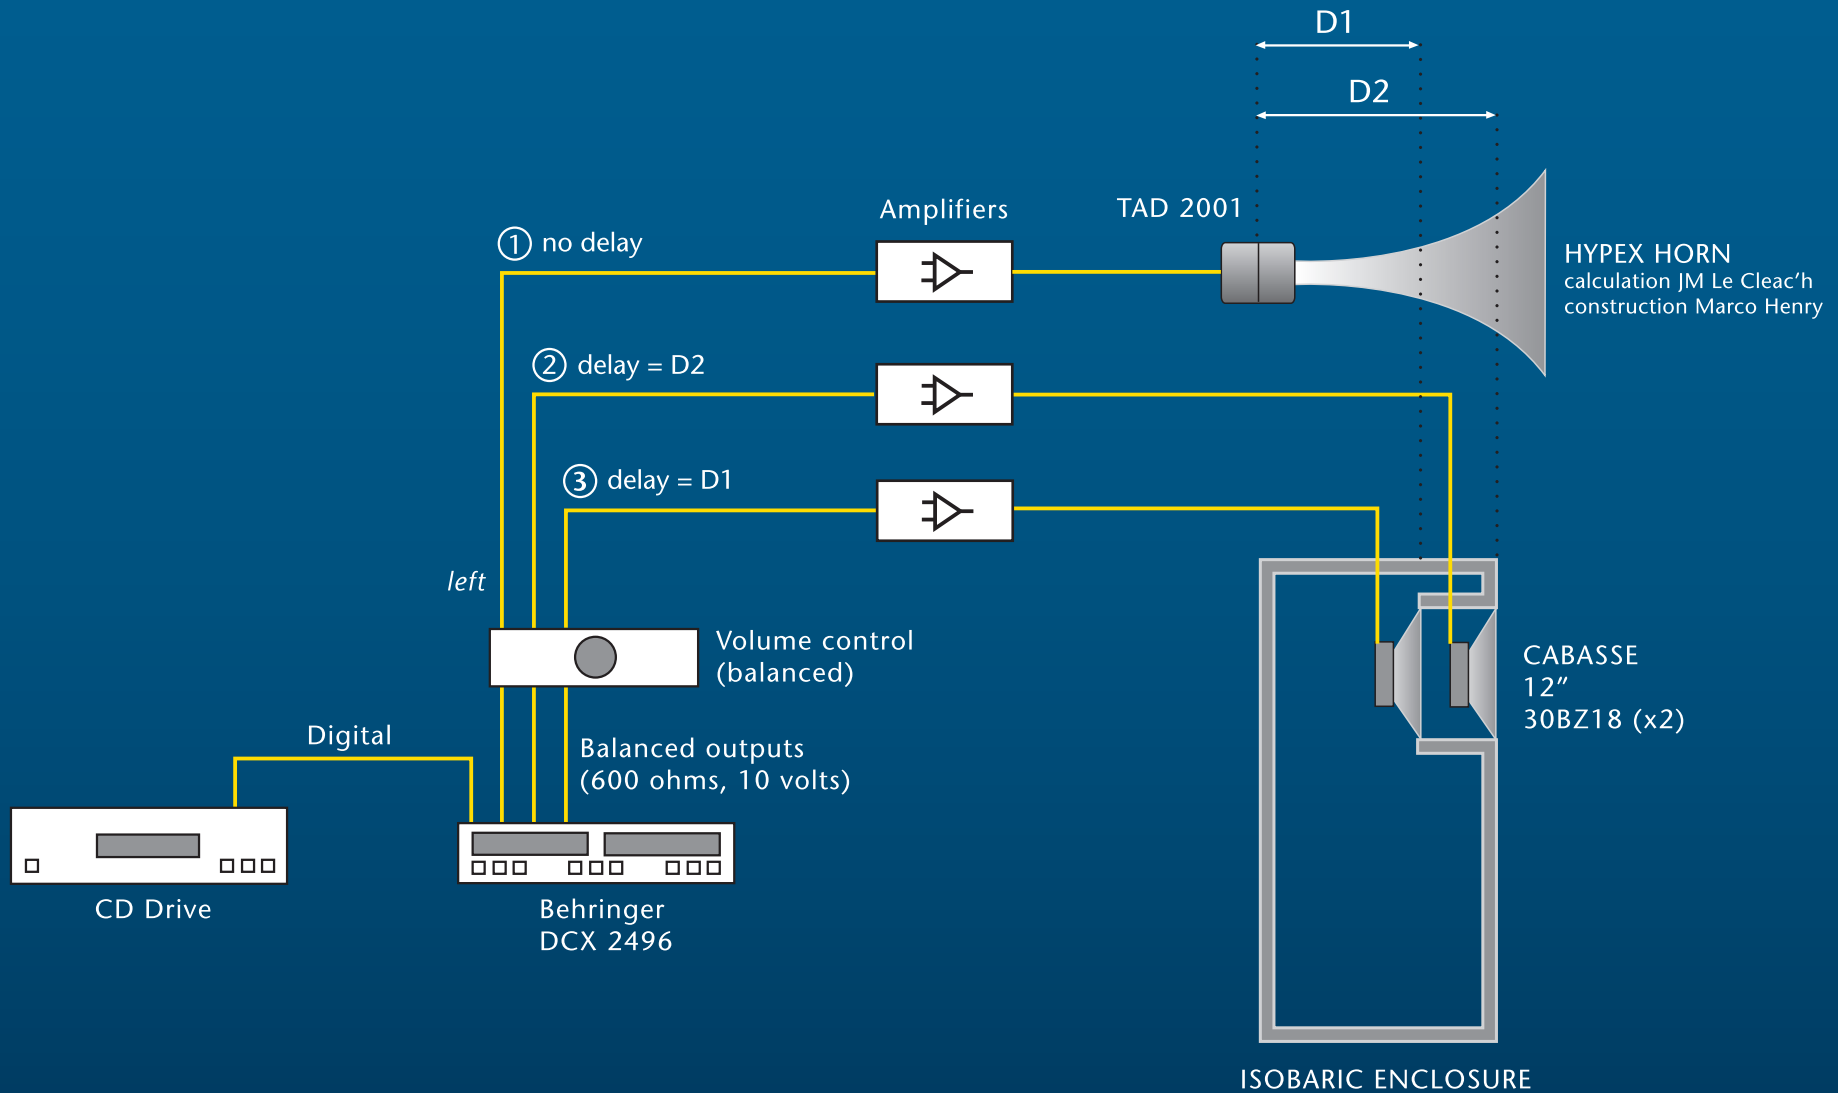 D1
D2
TAD 2001
Amplifiers
① no delay
HYPEX HORN
calculation JM Le Cleac’h
construction Marco Henry
② delay = D2
③ delay = D1
left
Volume control
(balanced)
CABASSE
12”
30BZ18 (x2)
Digital
Balanced outputs
(600 ohms, 10 volts)
CD Drive
Behringer
DCX 2496
ISOBARIC ENCLOSURE